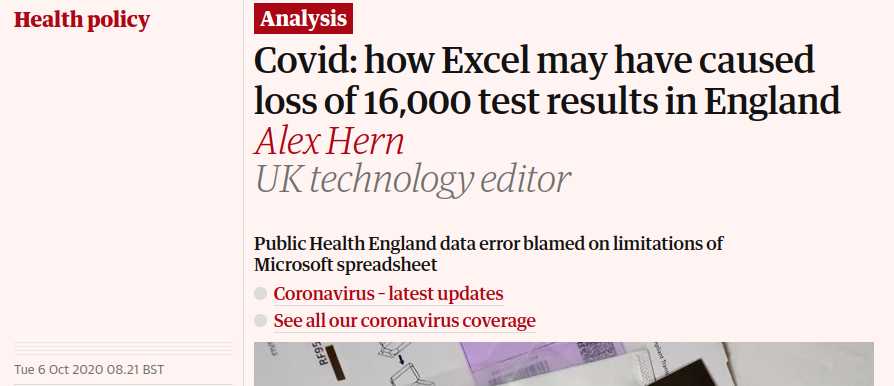 Health policy
Analysis
Covid: how Excel may have caused
loss of 16,000 test results in England
Alex Hern
UK technology editor
Public Health England data error blamed on limitations of
Microsoft spreadsheet
Coronavirus – latest updates
See all our coronavirus coverage
Tue 6 Oct 2020 08.21 BST
RF95